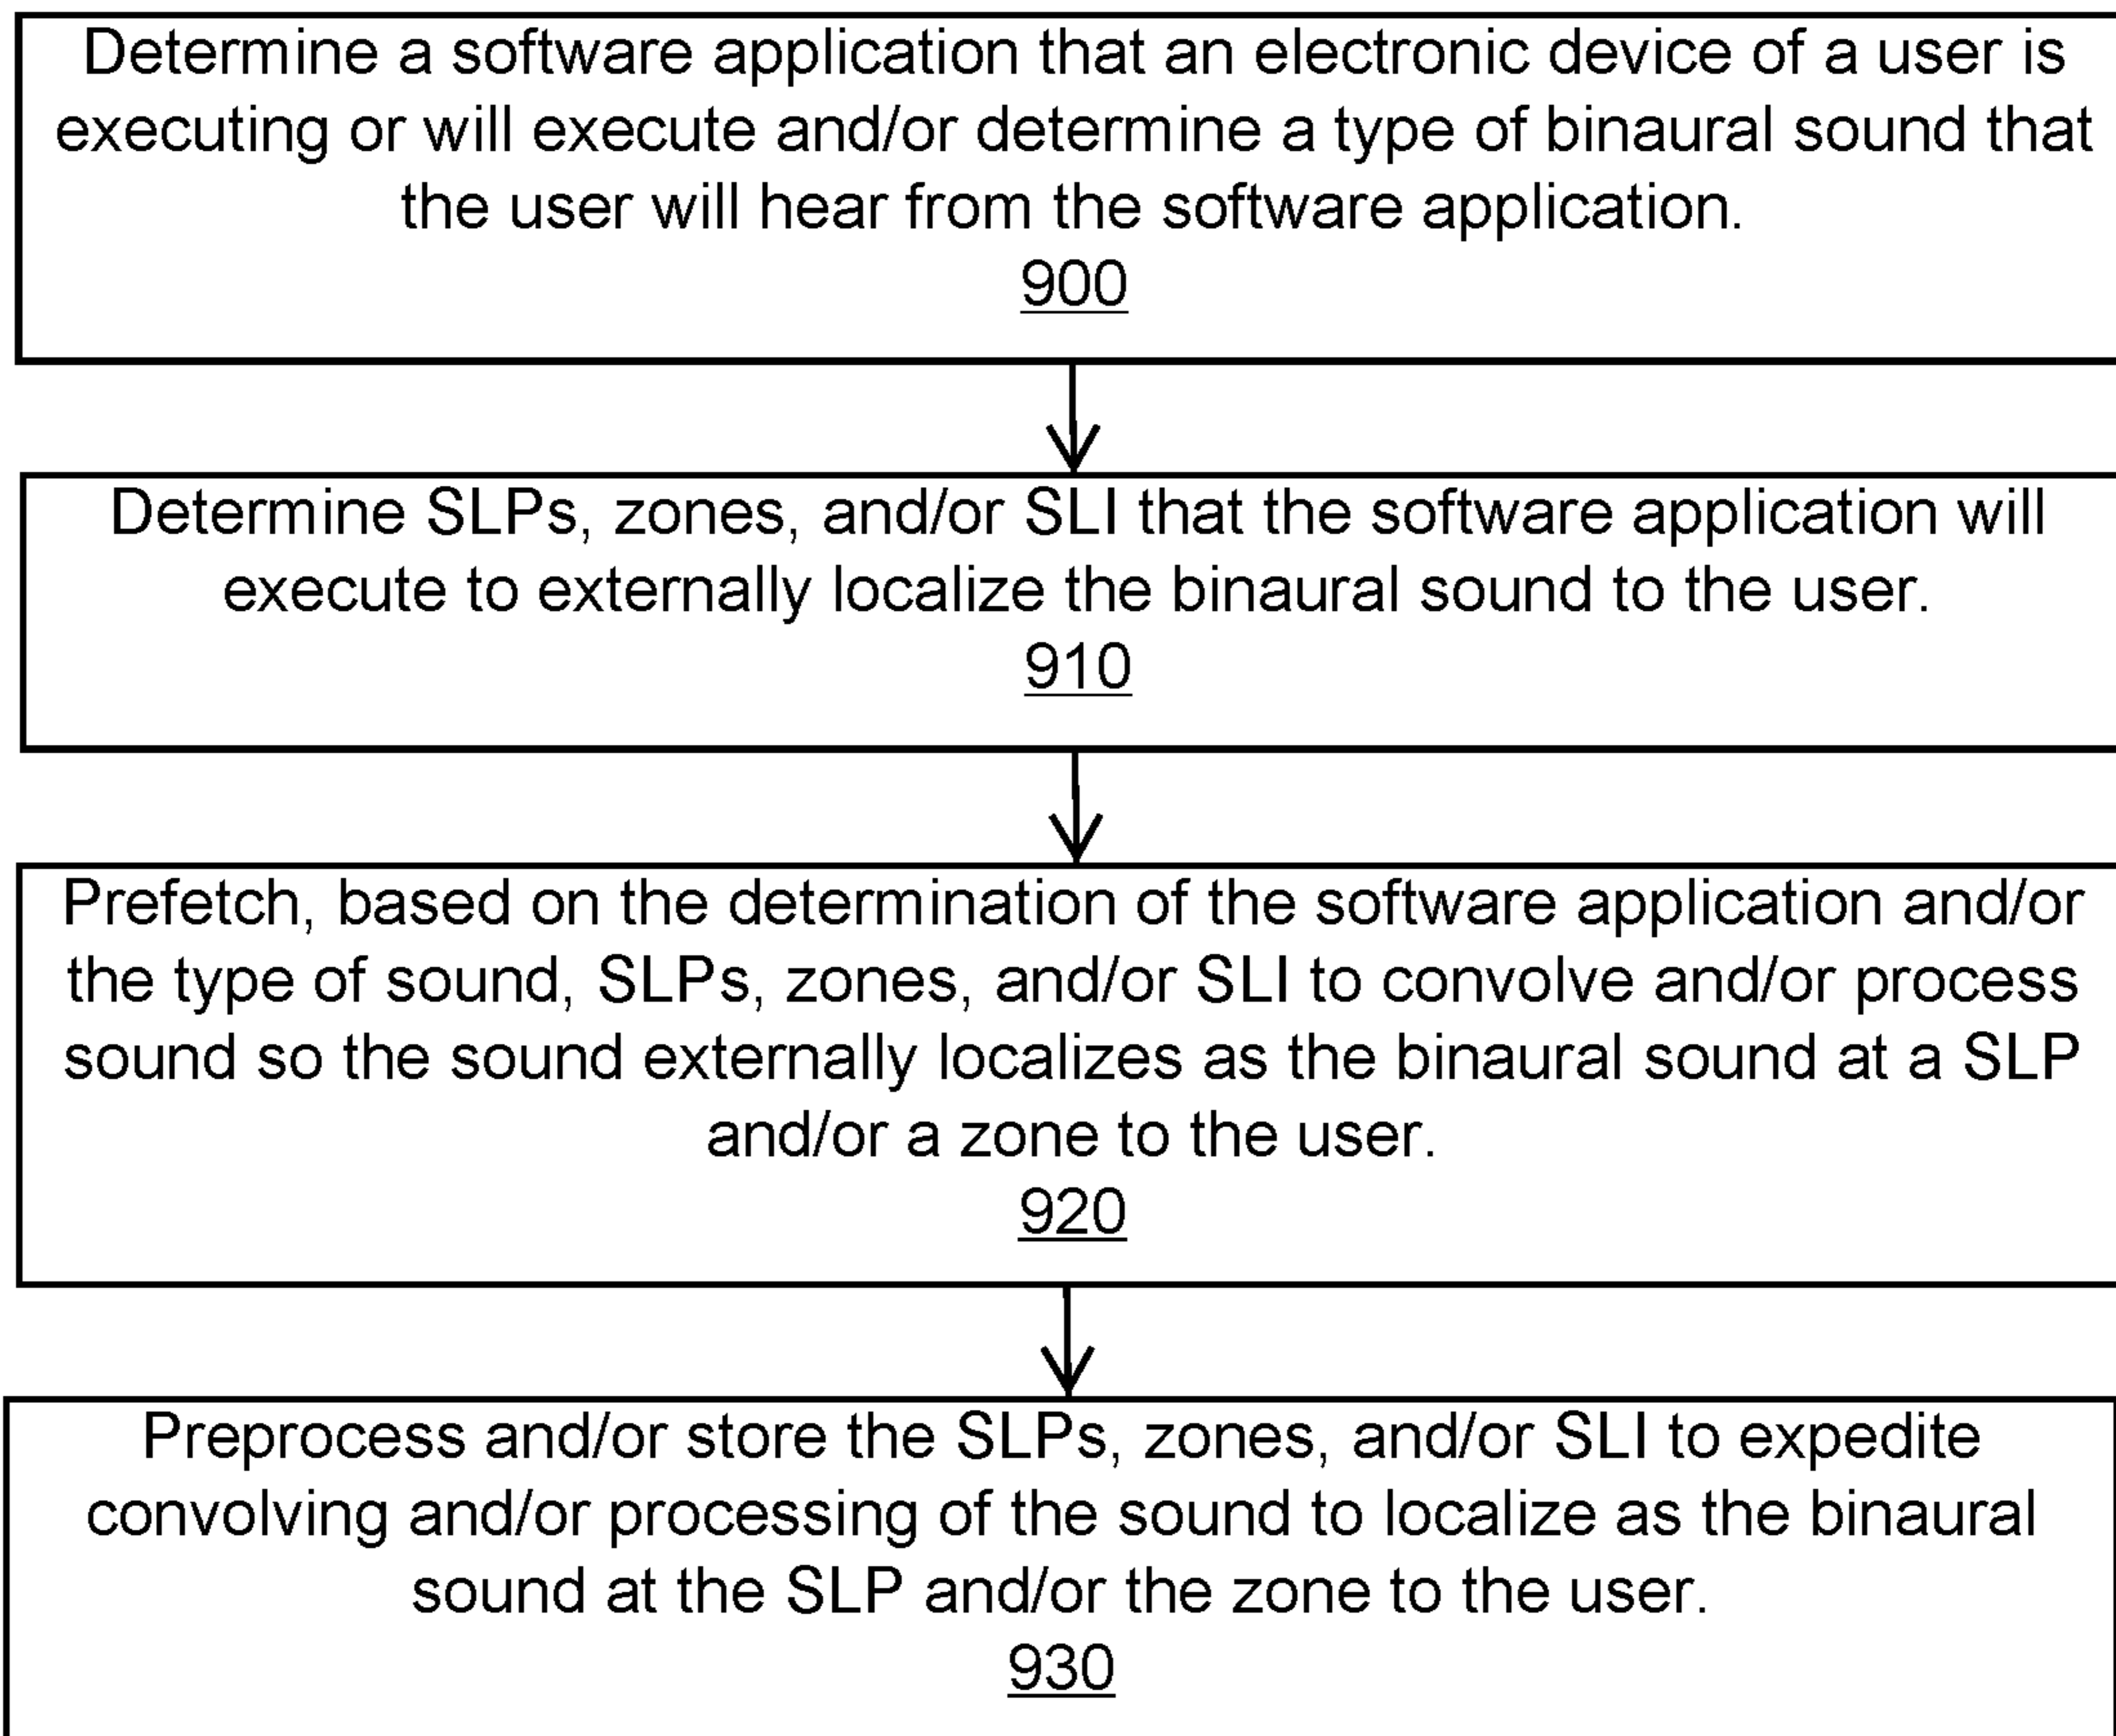 Determine a software application that an electronic device of a user is
executing or will execute and/or determine a type of binaural sound that
the user will hear from the software application.
900
Determine SLPs, zones, and/or SLI that the software application will
execute to externally localize the binaural sound to the user.
910
Prefetch, based on the determination of the software application and/or
the type of sound, SLPs, zones, and/or SLI to convolve and/or process
sound so the sound externally localizes as the binaural sound at a SLP
and/or a zone to the user.
920
Preprocess and/or store the SLPs, zones, and/or SLI to expedite
convolving and/or processing of the sound to localize as the binaural
sound at the SLP and/or the zone to the user.
930